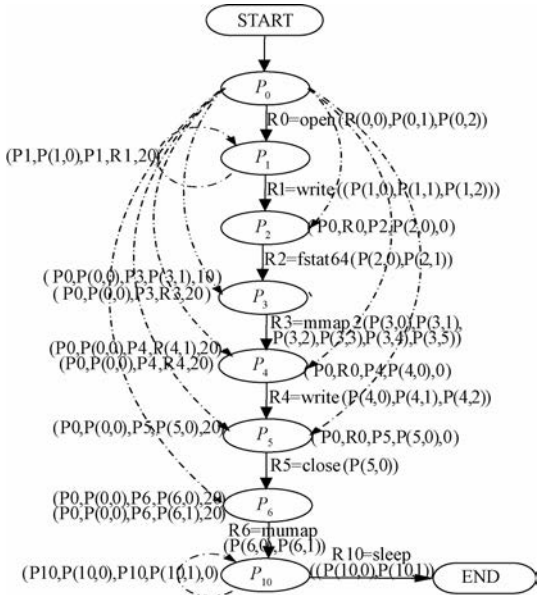 START
P0
R0=open(P(0,0),P(0,1),P(0,2))
(P1,P(1,0),P1,R1,20)
P1
R1=write((P(1,0),P(1,1),P(1,2)))
P2
(P0,R0,P2,P(2,0),0)
R2=fstat64(P(2,0),P(2,1))
(P0,P(0,0),P3,P(3,1),10)
(P0,P(0,0),P3,R3,20)
P3
R3=mmap2(P(3,0),P(3,1),
P(3,2),P(3,3),P(3,4),P(3,5))
(P0,P(0,0),P4,R(4,1),20)
(P0,P(0,0),P4,R4,20)
P4
(P0,R0,P4,P(4,0),0)
R4=write(P(4,0),P(4,1),P(4,2))
(P0,P(0,0),P5,P(5,0),20)
P5
(P0,R0,P5,P(5,0),0)
R5=close(P(5,0))
(P0,P(0,0),P6,P(6,0),20)
(P0,P(0,0),P6,P(6,1),20)
P6
R6=mumap
(P(6,0),P(6,1))
(P10,P(10,0),P10,P(10,1),0)
P10
R10=sleep
((P(10,0),P(10,1))
END